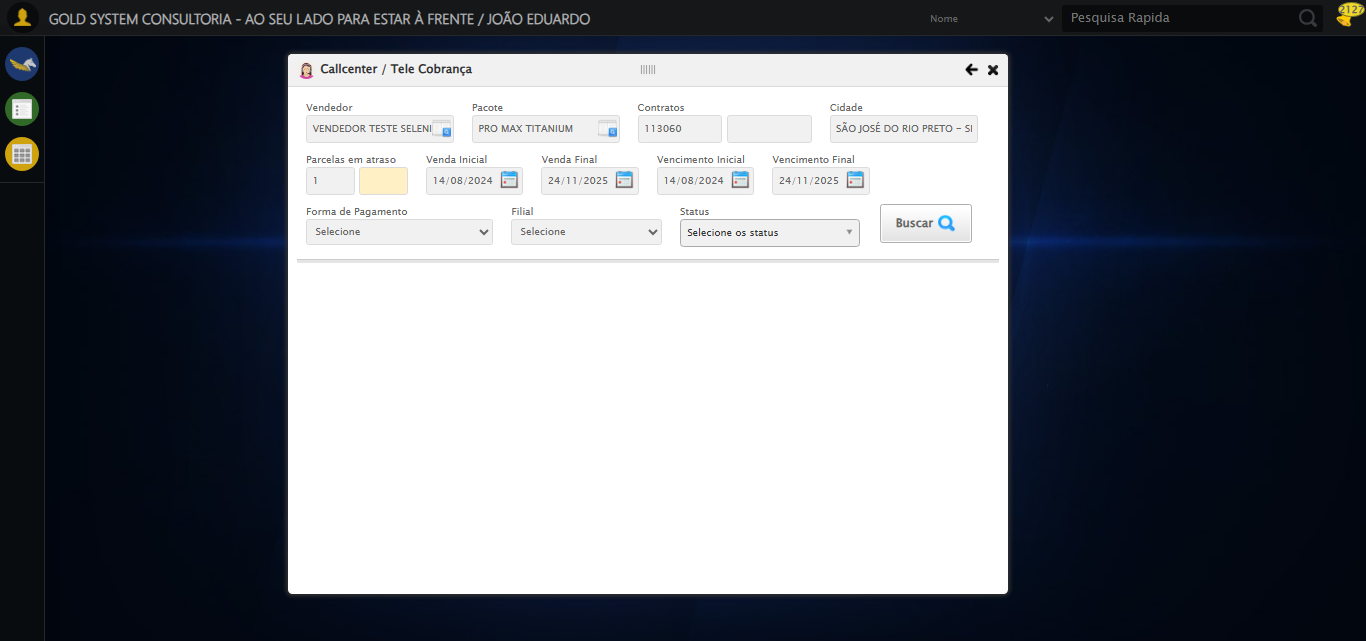 GOLD SYSTEM CONSULTORIA - AO SEU LADO PARA ESTAR À FRENTE / JOÃO EDUARDO
Nome
Pesquisa Rapida
2127
Callcenter / Tele Cobrança
Vendedor Pacote Contratos Cidade
VENDEDOR TESTE SELENI PRO MAX TITANIUM 113060 SÃO JOSÉ DO RIO PRETO - S
Parcelas em atraso Venda Inicial Venda Final Vencimento Inicial Vencimento Final
1 14/08/2024 24/11/2025 14/08/2024 24/11/2025
Forma de Pagamento Filial Status
Selecione Selecione Selecione os status Buscar